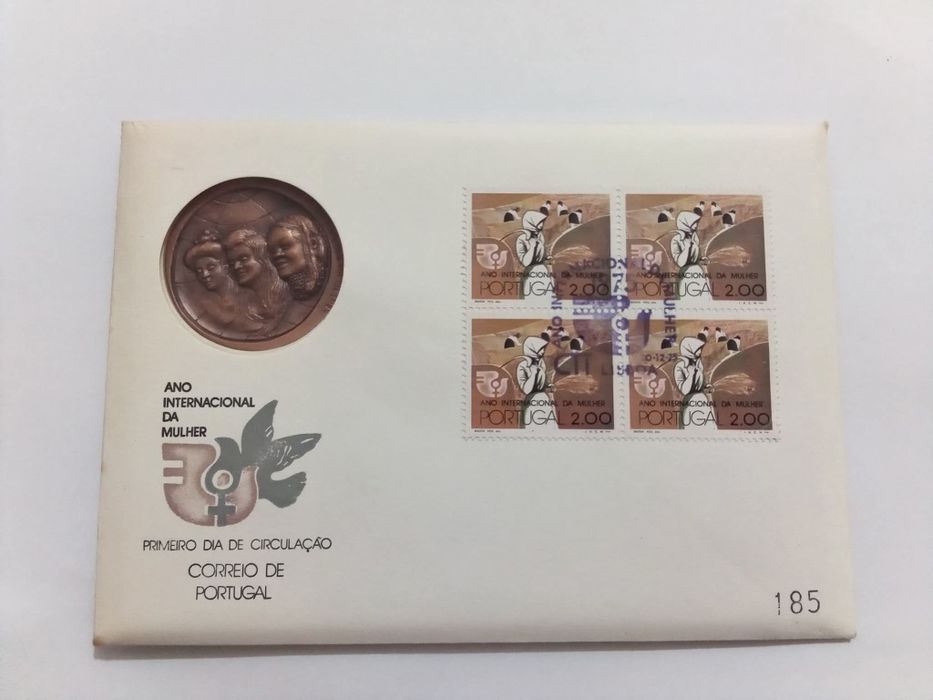 ANO
INTERNACIONAL
DA
MULHER
PRIMEIRO DIA DE CIRCULAÇÃO
CORREIO DE
PORTUGAL
ANO INTERNACIONAL DA MULHER
PORTUGAL 2.00
ANO INTERNACIONAL DA MULHER
PORTUGAL 2.00
ANO INTERNACIONAL DA MULHER
PORTUGAL 2.00
ANO INTERNACIONAL DA MULHER
PORTUGAL 2.00
CTT LISBOA
185